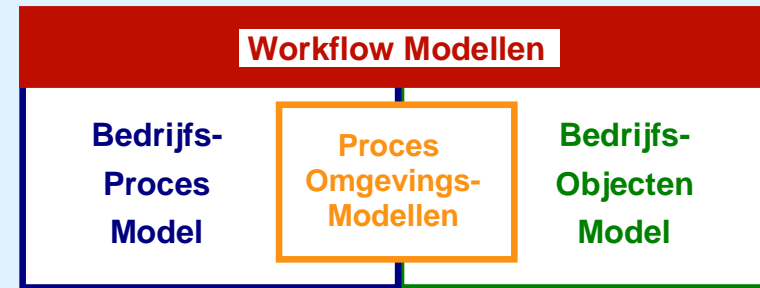 Workflow Modellen
Bedrijfs-
Proces
Model
Proces
Omgevings-
Modellen
Bedrijfs-
Objecten
Model